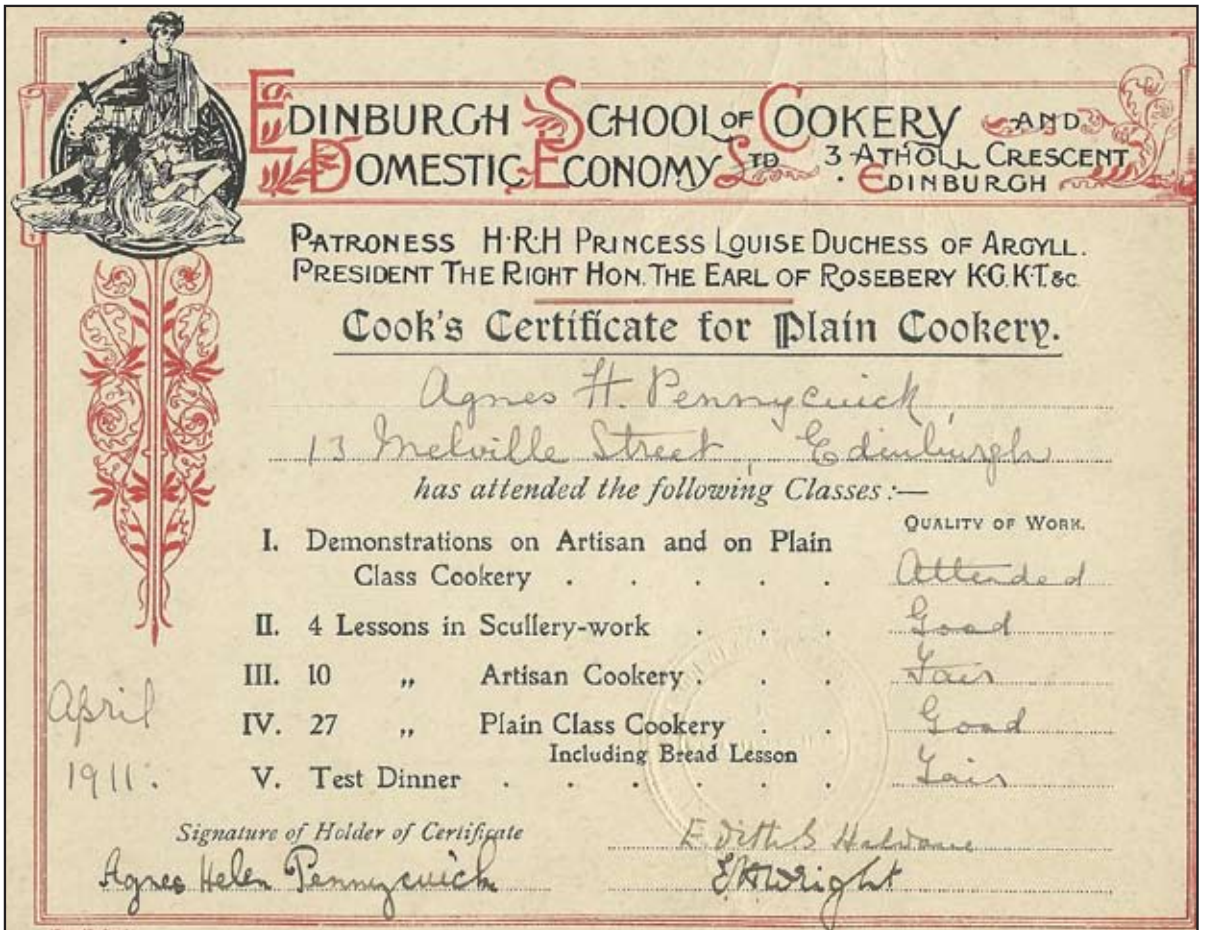 EDINBURGH SCHOOL OF COOKERY AND
DOMESTIC ECONOMY LTD 3 ATHOLL CRESCENT
EDINBURGH
PATRONESS H·R·H PRINCESS LOUISE DUCHESS OF ARGYLL.
PRESIDENT THE RIGHT HON. THE EARL OF ROSEBERY K·G. K·T. &c
Cook's Certificate for Plain Cookery.
Agnes H. Pennycuick,
13 Melville Street, Edinburgh
has attended the following Classes :—
QUALITY OF WORK.
I. Demonstrations on Artisan and on Plain
Class Cookery . . . . . Attended
II. 4 Lessons in Scullery-work . . . Good
III. 10 „ Artisan Cookery . . . Fair
IV. 27 „ Plain Class Cookery . . Good
Including Bread Lesson
V. Test Dinner . . . . . . Fair
April
1911.
Signature of Holder of Certificate
Agnes Helen Pennycuick
Edith S Haldane
E. Wright